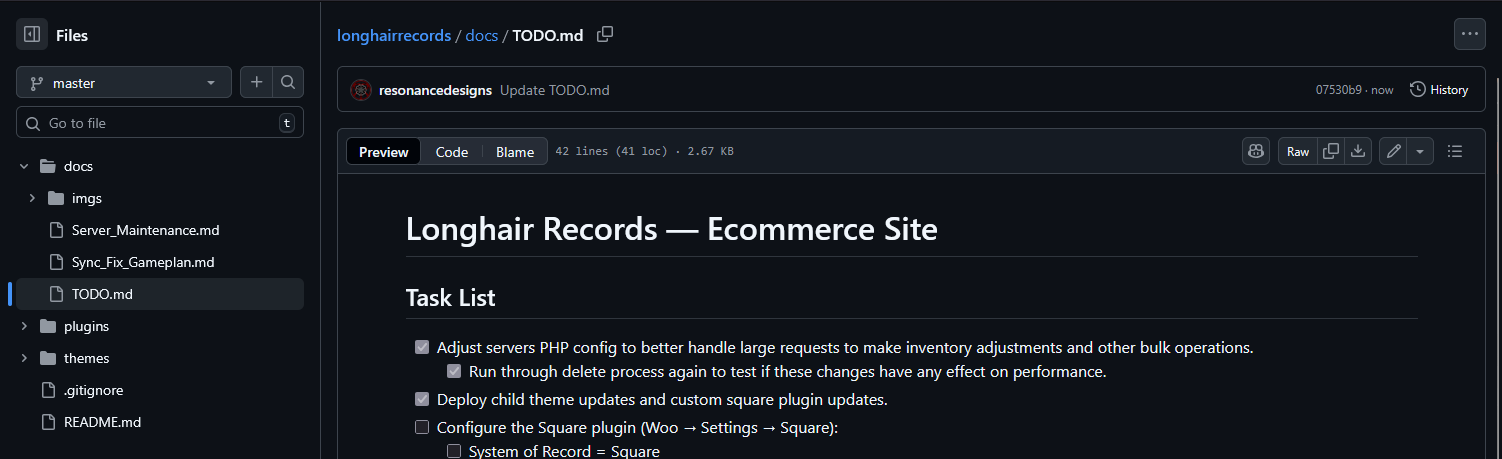 Files
longhairrecords / docs / TODO.md
master
resonancedesigns Update TODO.md
07530b9 · now
History
Go to file
t
Preview
Code
Blame
42 lines (41 loc) · 2.67 KB
Raw
docs
imgs
Server_Maintenance.md
Sync_Fix_Gameplan.md
TODO.md
plugins
themes
.gitignore
README.md
Longhair Records — Ecommerce Site
Task List
Adjust servers PHP config to better handle large requests to make inventory adjustments and other bulk operations.
Run through delete process again to test if these changes have any effect on performance.
Deploy child theme updates and custom square plugin updates.
Configure the Square plugin (Woo → Settings → Square):
System of Record = Square